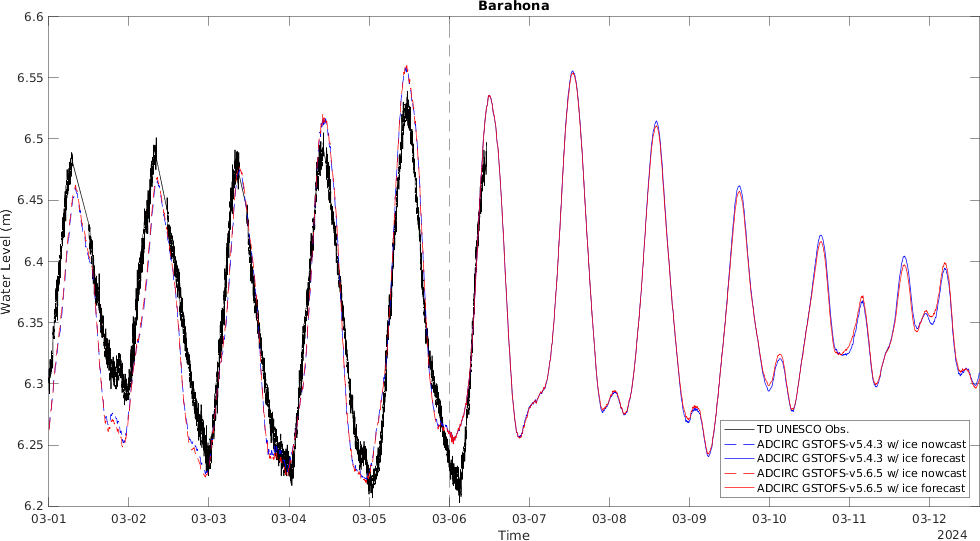 Barahona
6.6
6.55
6.5
6.45
6.4
6.35
6.3
6.25
6.2
Water Level (m)
03-01 03-02 03-03 03-04 03-05 03-06 03-07 03-08 03-09 03-10 03-11 03-12
Time
2024
TD UNESCO Obs.
ADCIRC GSTOFS-v5.4.3 w/ ice nowcast
ADCIRC GSTOFS-v5.4.3 w/ ice forecast
ADCIRC GSTOFS-v5.6.5 w/ ice nowcast
ADCIRC GSTOFS-v5.6.5 w/ ice forecast